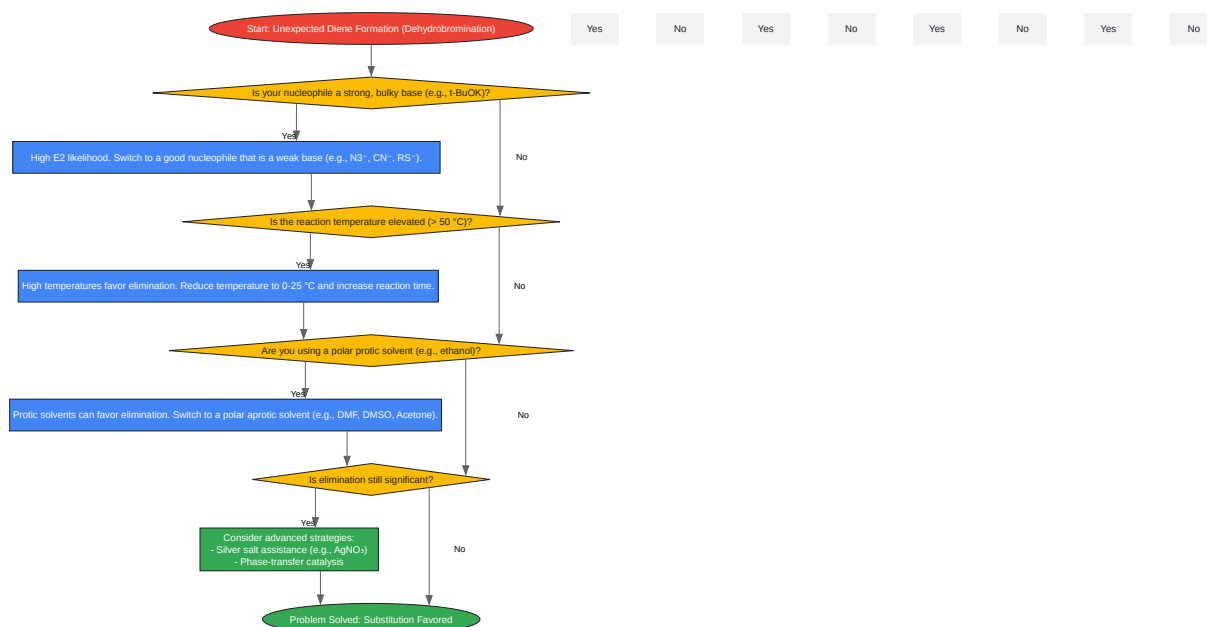 Start: Unexpected Diene Formation (Dehydrobromination)
Yes
No
Yes
No
Yes
No
Yes
No
Is your nucleophile a strong, bulky base (e.g., t-BuOK)?
Yes
High E2 likelihood. Switch to a good nucleophile that is a weak base (e.g., N3⁻, CN⁻, RS⁻).
No
Is the reaction temperature elevated (> 50 °C)?
Yes
High temperatures favor elimination. Reduce temperature to 0-25 °C and increase reaction time.
No
Are you using a polar protic solvent (e.g., ethanol)?
Yes
Protic solvents can favor elimination. Switch to a polar aprotic solvent (e.g., DMF, DMSO, Acetone).
No
Is elimination still significant?
Yes
Consider advanced strategies:
- Silver salt assistance (e.g., AgNO₃)
- Phase-transfer catalysis
No
Problem Solved: Substitution Favored